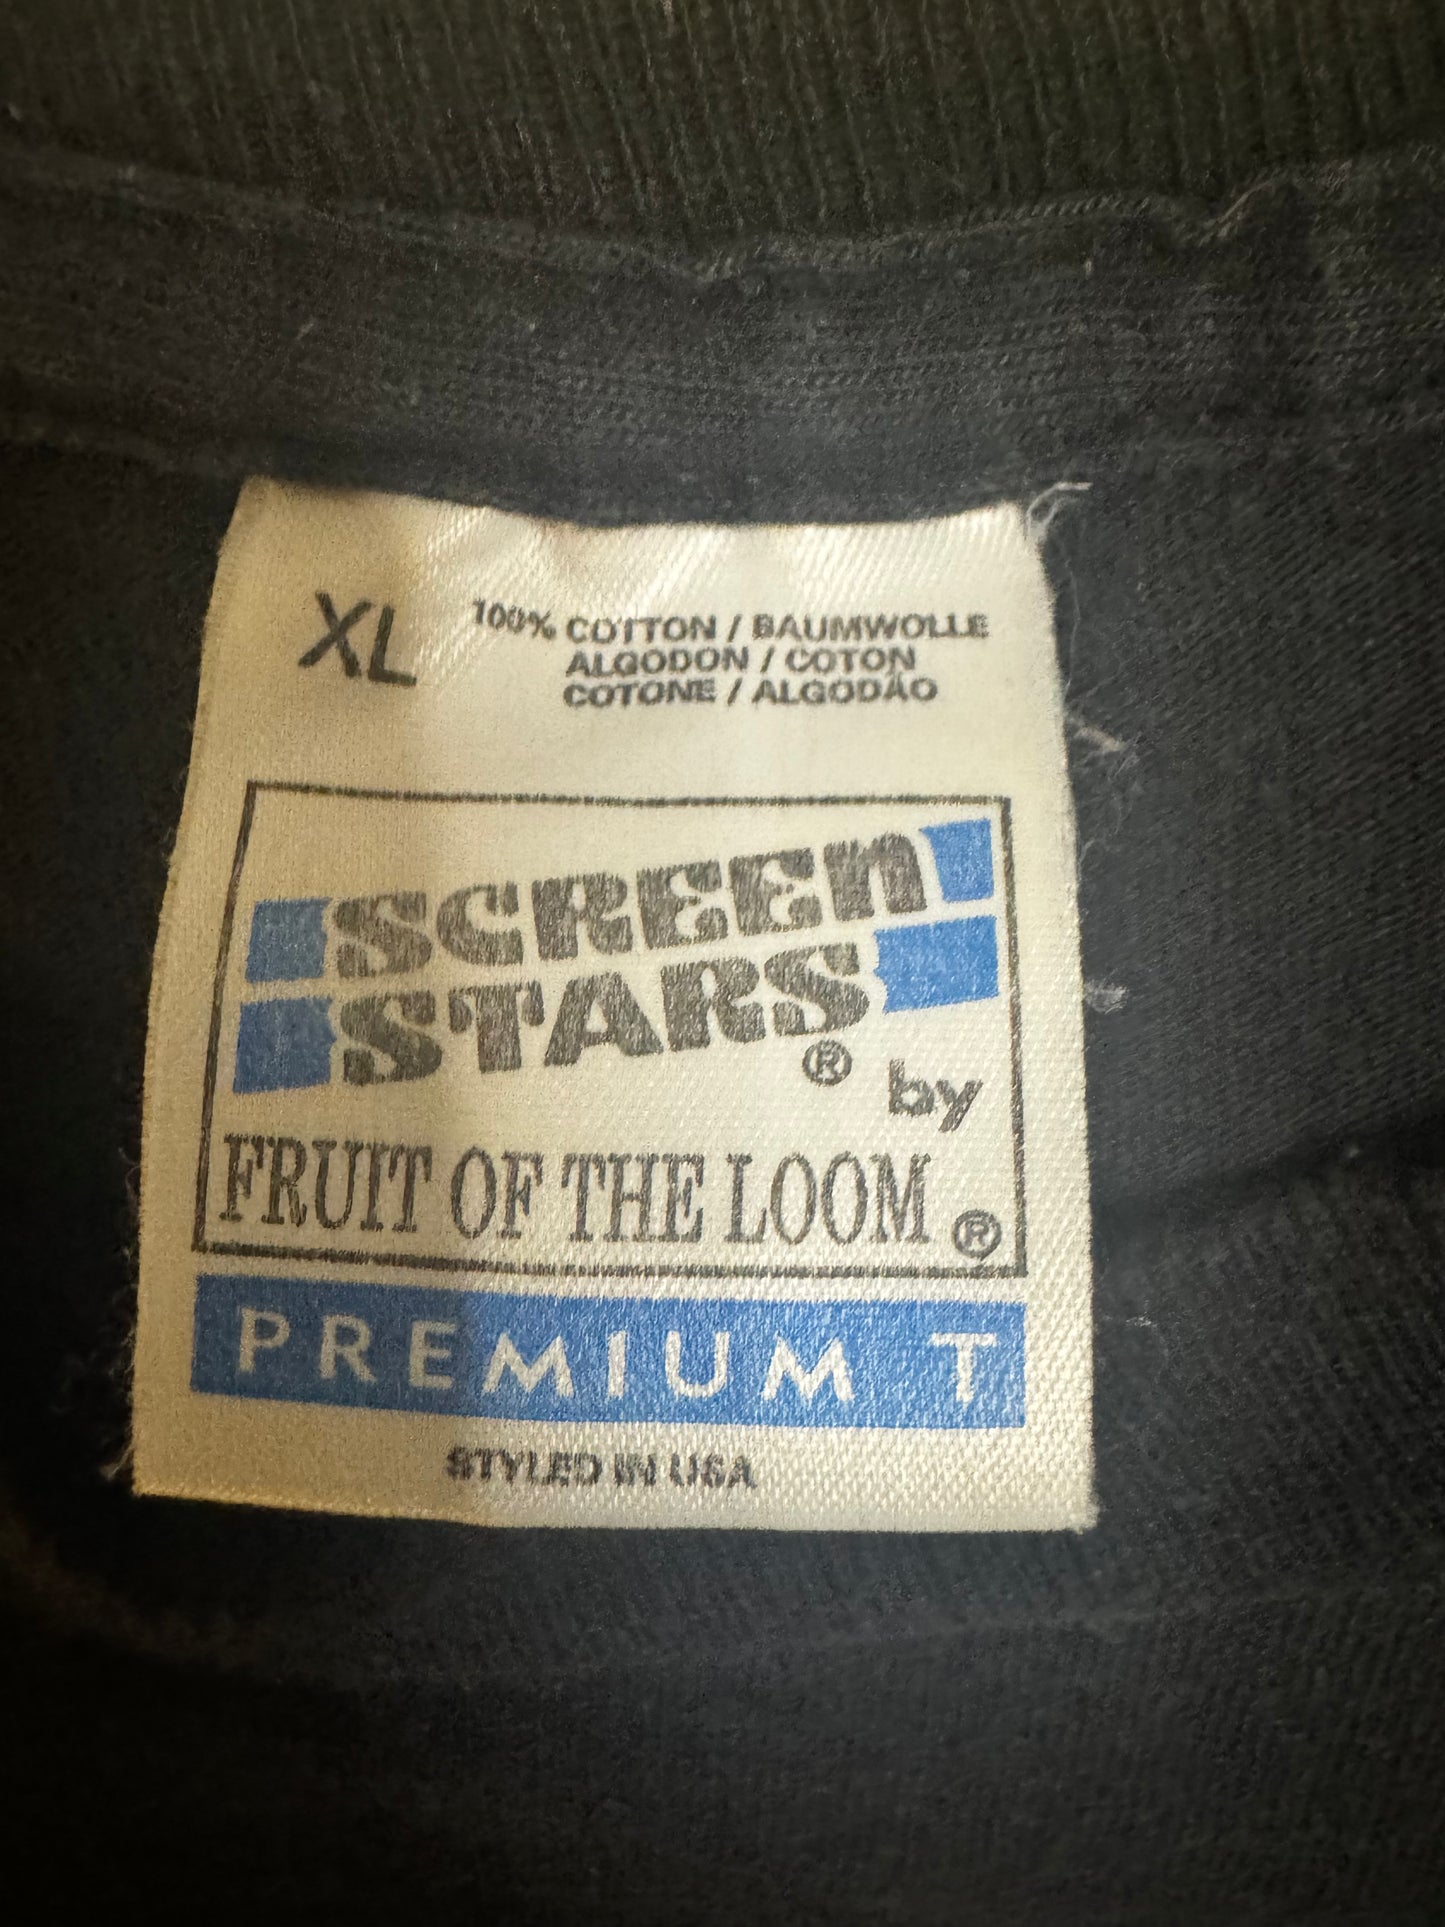 XL
100% COTTON / BAUMWOLLE
ALGODON / COTON
COTONE / ALGODÃO
SCREEN
STARS
® by
FRUIT OF THE LOOM ®
PREMIUM T
STYLED IN USA